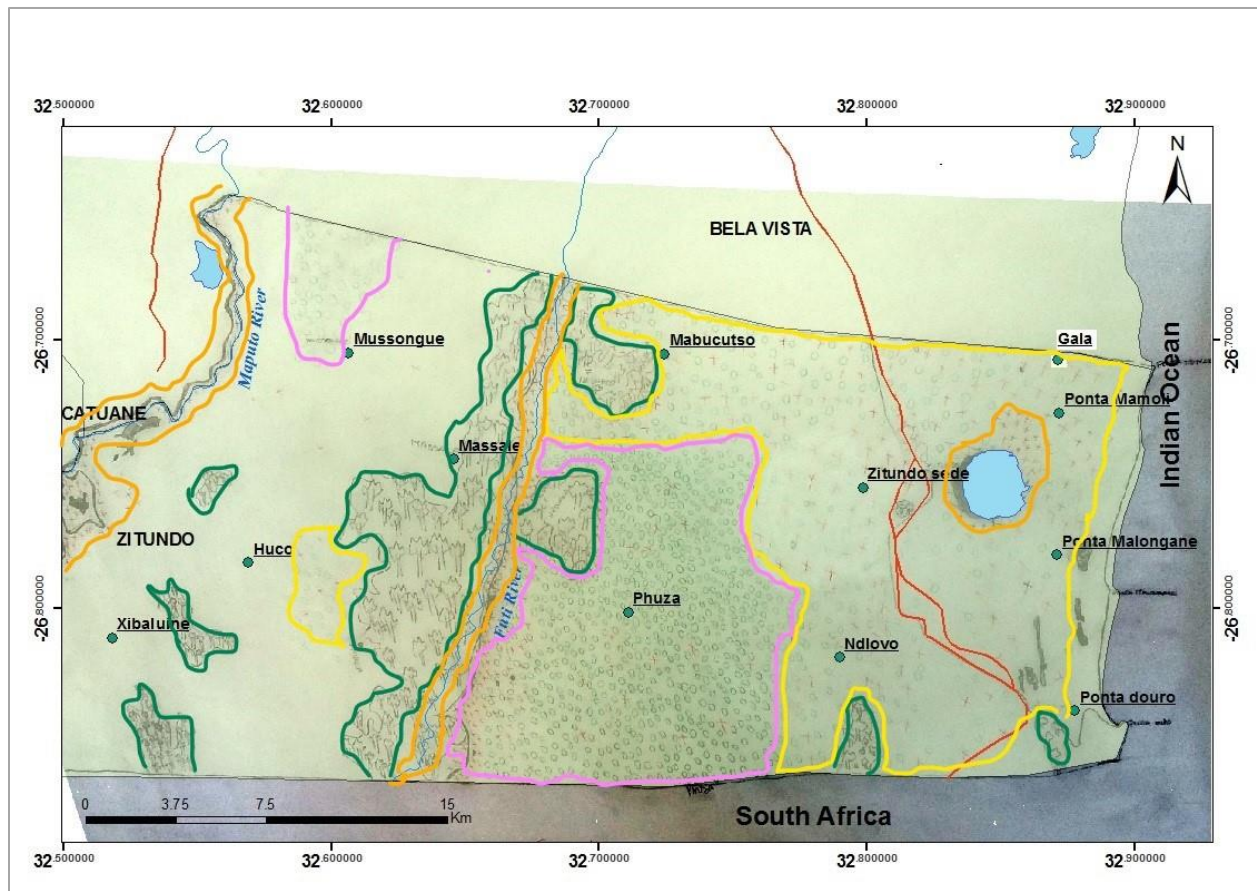 32.500000 32.600000 32.700000 32.800000 32.900000
N
BELA VISTA
-26.700000 -26.700000
Maputo River
Mussongue
Mabucutso
Gala
Indian Ocean
CATUANE
Ponta Mamoli
Massale
Zitundo sede
ZITUNDO
Huco
Ponta Malongane
-26.800000 -26.800000
Futi River
Phuza
Xibaluine
Ndlovo
Ponta douro
0 3.75 7.5 15
Km
South Africa
32.500000 32.600000 32.700000 32.800000 32.900000